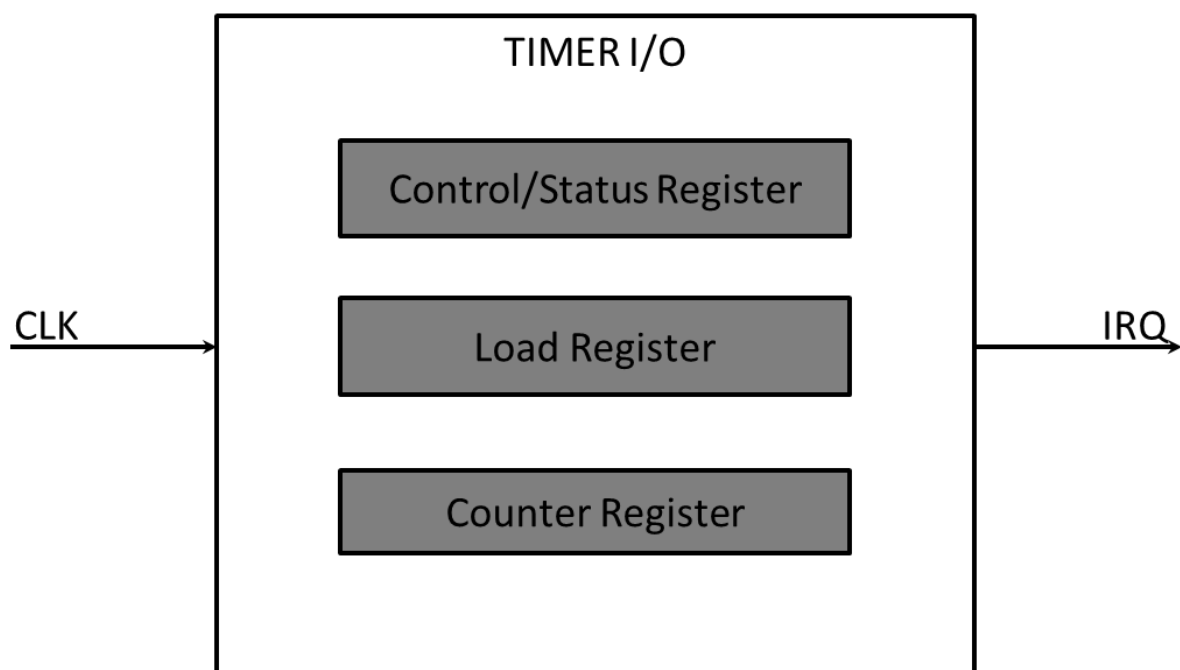 TIMER I/O
Control/Status Register
CLK
IRQ
Load Register
Counter Register